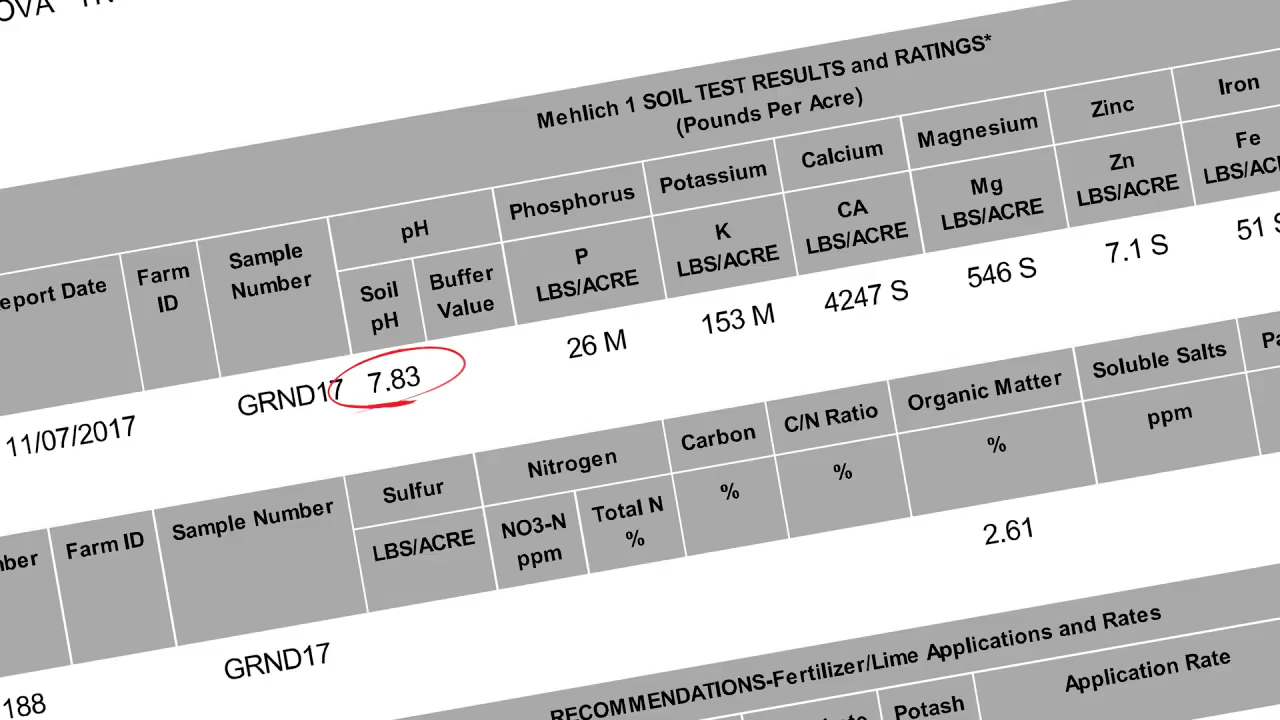 OVA
Mehlich 1 SOIL TEST RESULTS and RATINGS*
(Pounds Per Acre)
Report Date
Farm ID
Sample Number
pH
Soil pH
Buffer Value
Phosphorus
P
LBS/ACRE
Potassium
K
LBS/ACRE
Calcium
CA
LBS/ACRE
Magnesium
Mg
LBS/ACRE
Zinc
Zn
LBS/ACRE
Iron
Fe
LBS/ACRE
11/07/2017 GRND17 7.83 26 M 153 M 4247 S 546 S 7.1 S 51 S
Farm ID
Sample Number
Sulfur
LBS/ACRE
Nitrogen
NO3-N
ppm
Total N
%
Carbon
%
C/N Ratio
%
Organic Matter
%
Soluble Salts
ppm
188 GRND17 2.61
RECOMMENDATIONS-Fertilizer/Lime Applications and Rates
Potash
Application Rate